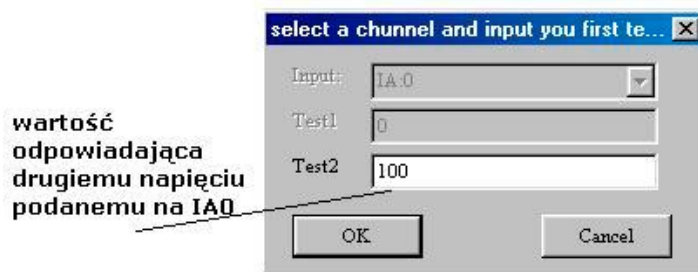 select a chunnel and input you first te...
Input:
IA:0
Test1
0
Test2
100
OK
Cancel
wartość
odpowiadająca
drugiemu napięciu
podanemu na IA0